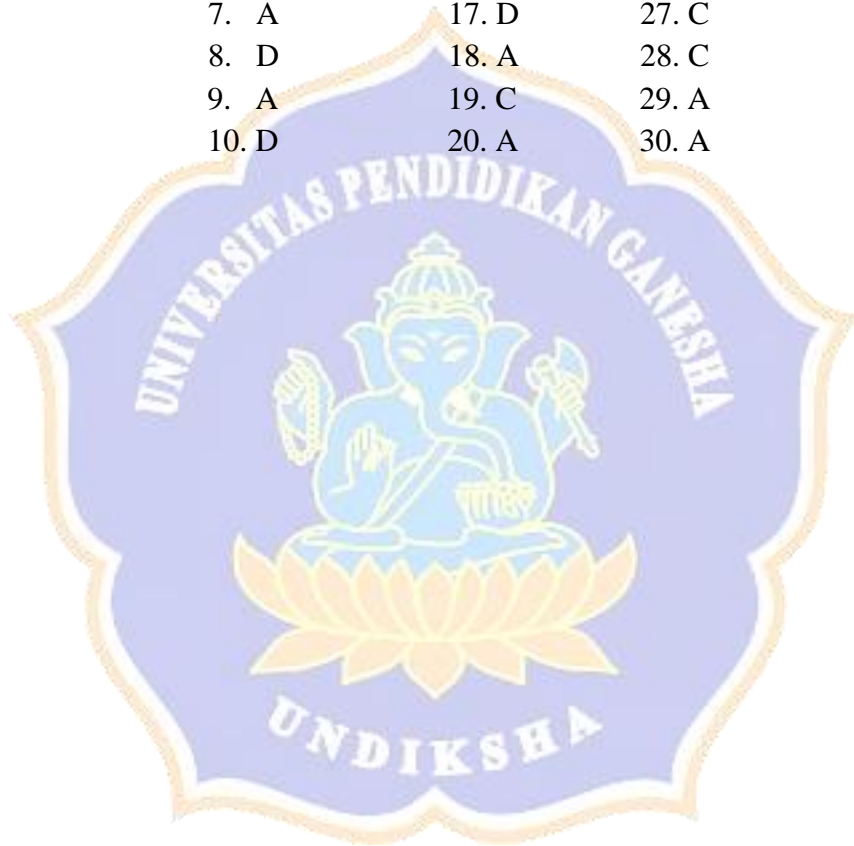 7. A 17. D 27. C
8. D 18. A 28. C
9. A 19. C 29. A
10. D 20. A 30. A
UNIVERSITAS PENDIDIKAN GANESHA
UNDIKSHA